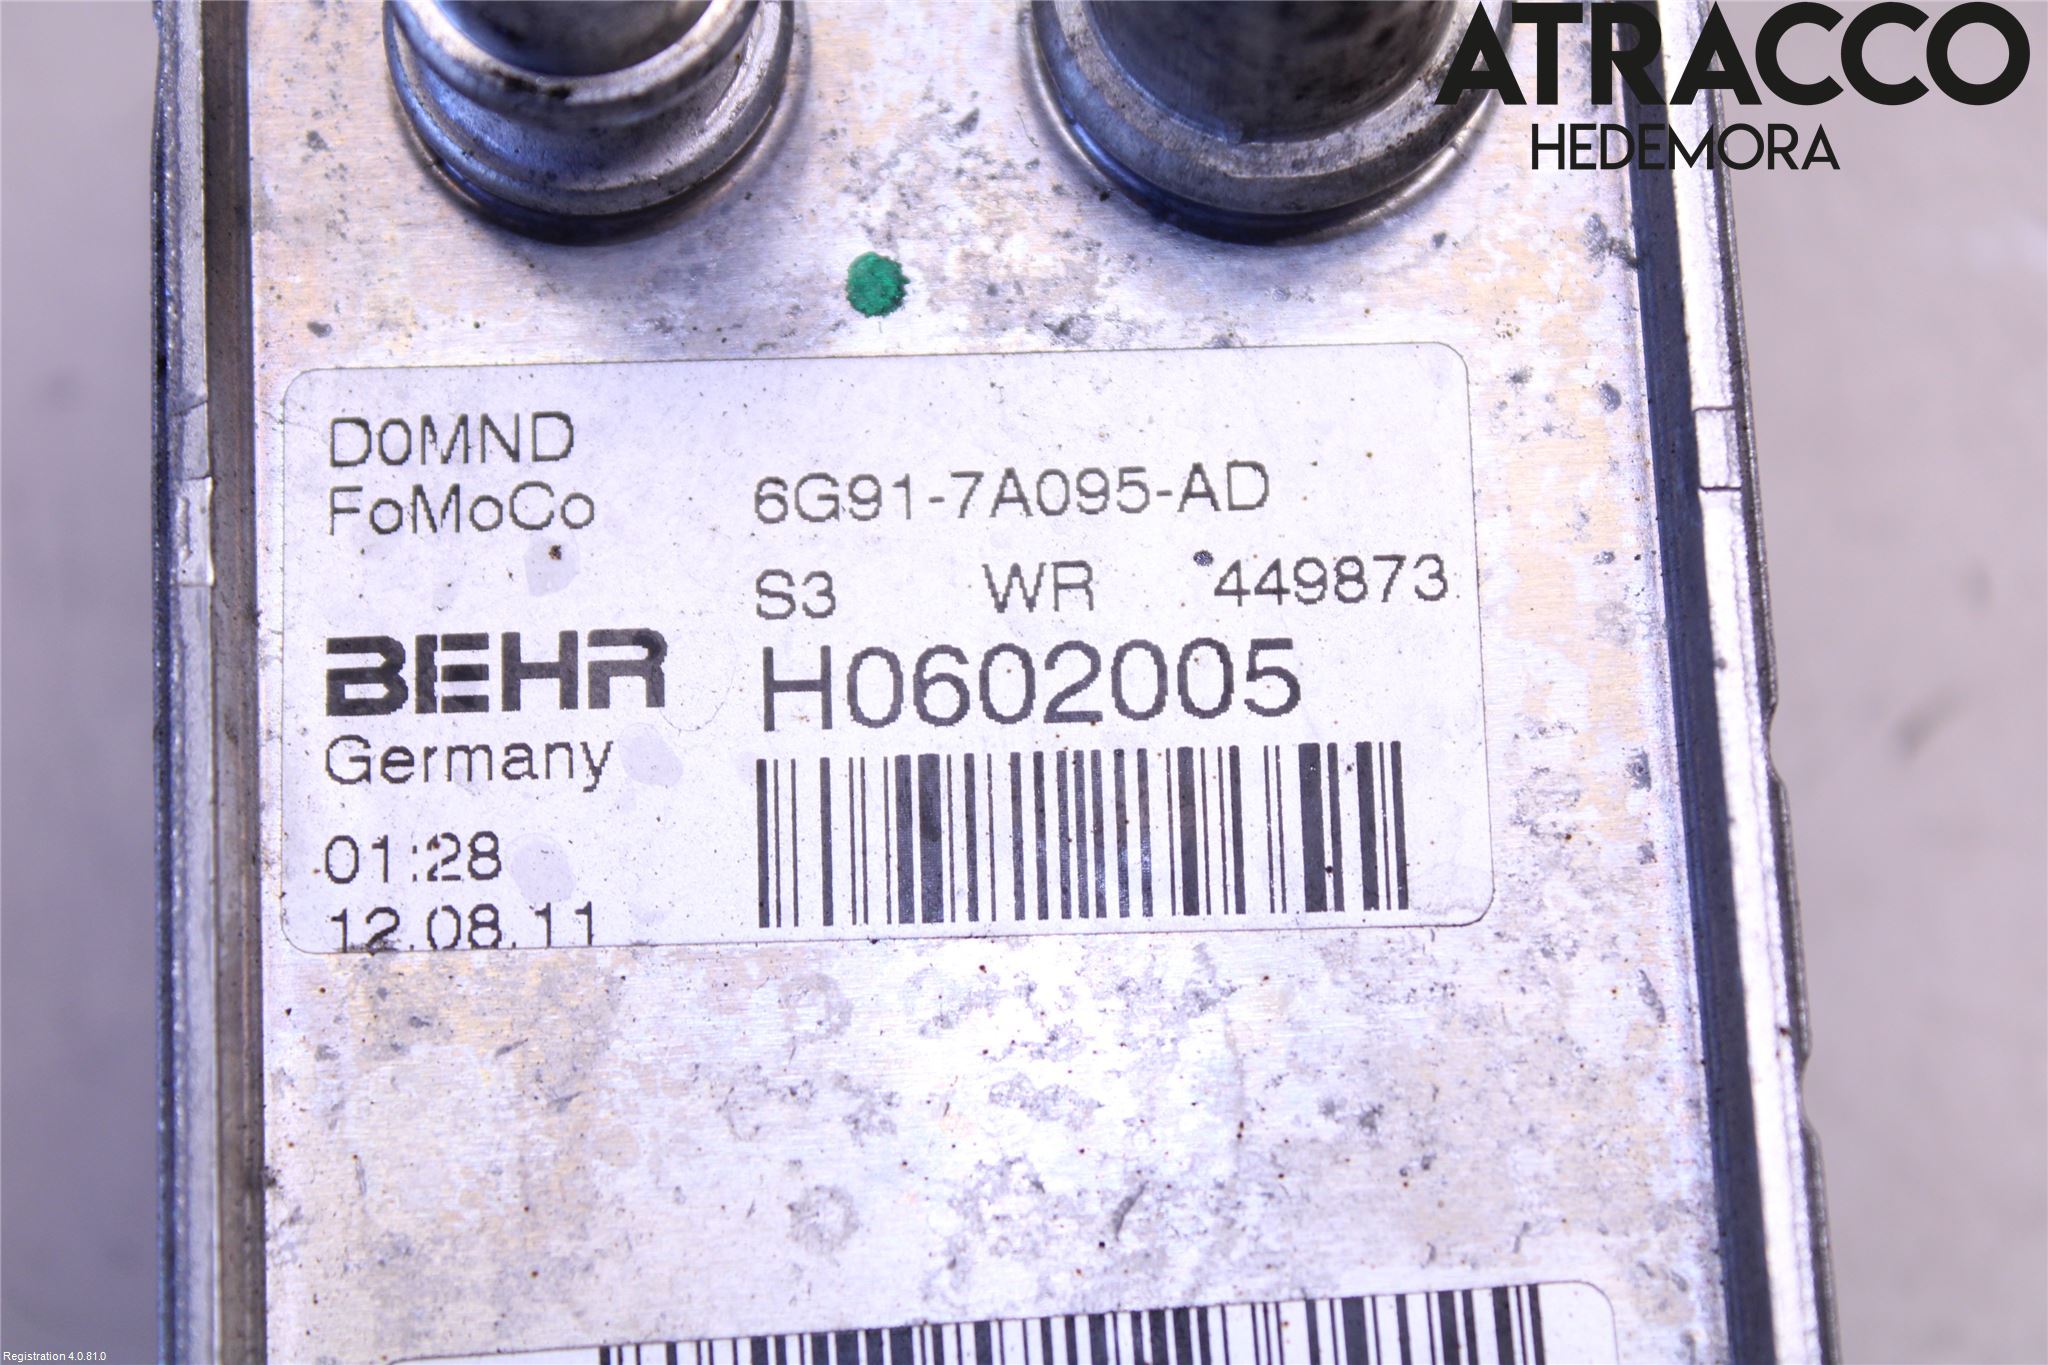 ATRACCO
HEDEMORA
D0MND
FoMoCo 6G91-7A095-AD
S3 WR 449873
BEHR H0602005
Germany
01:28
12.08.11
Registration 4.0.81.0